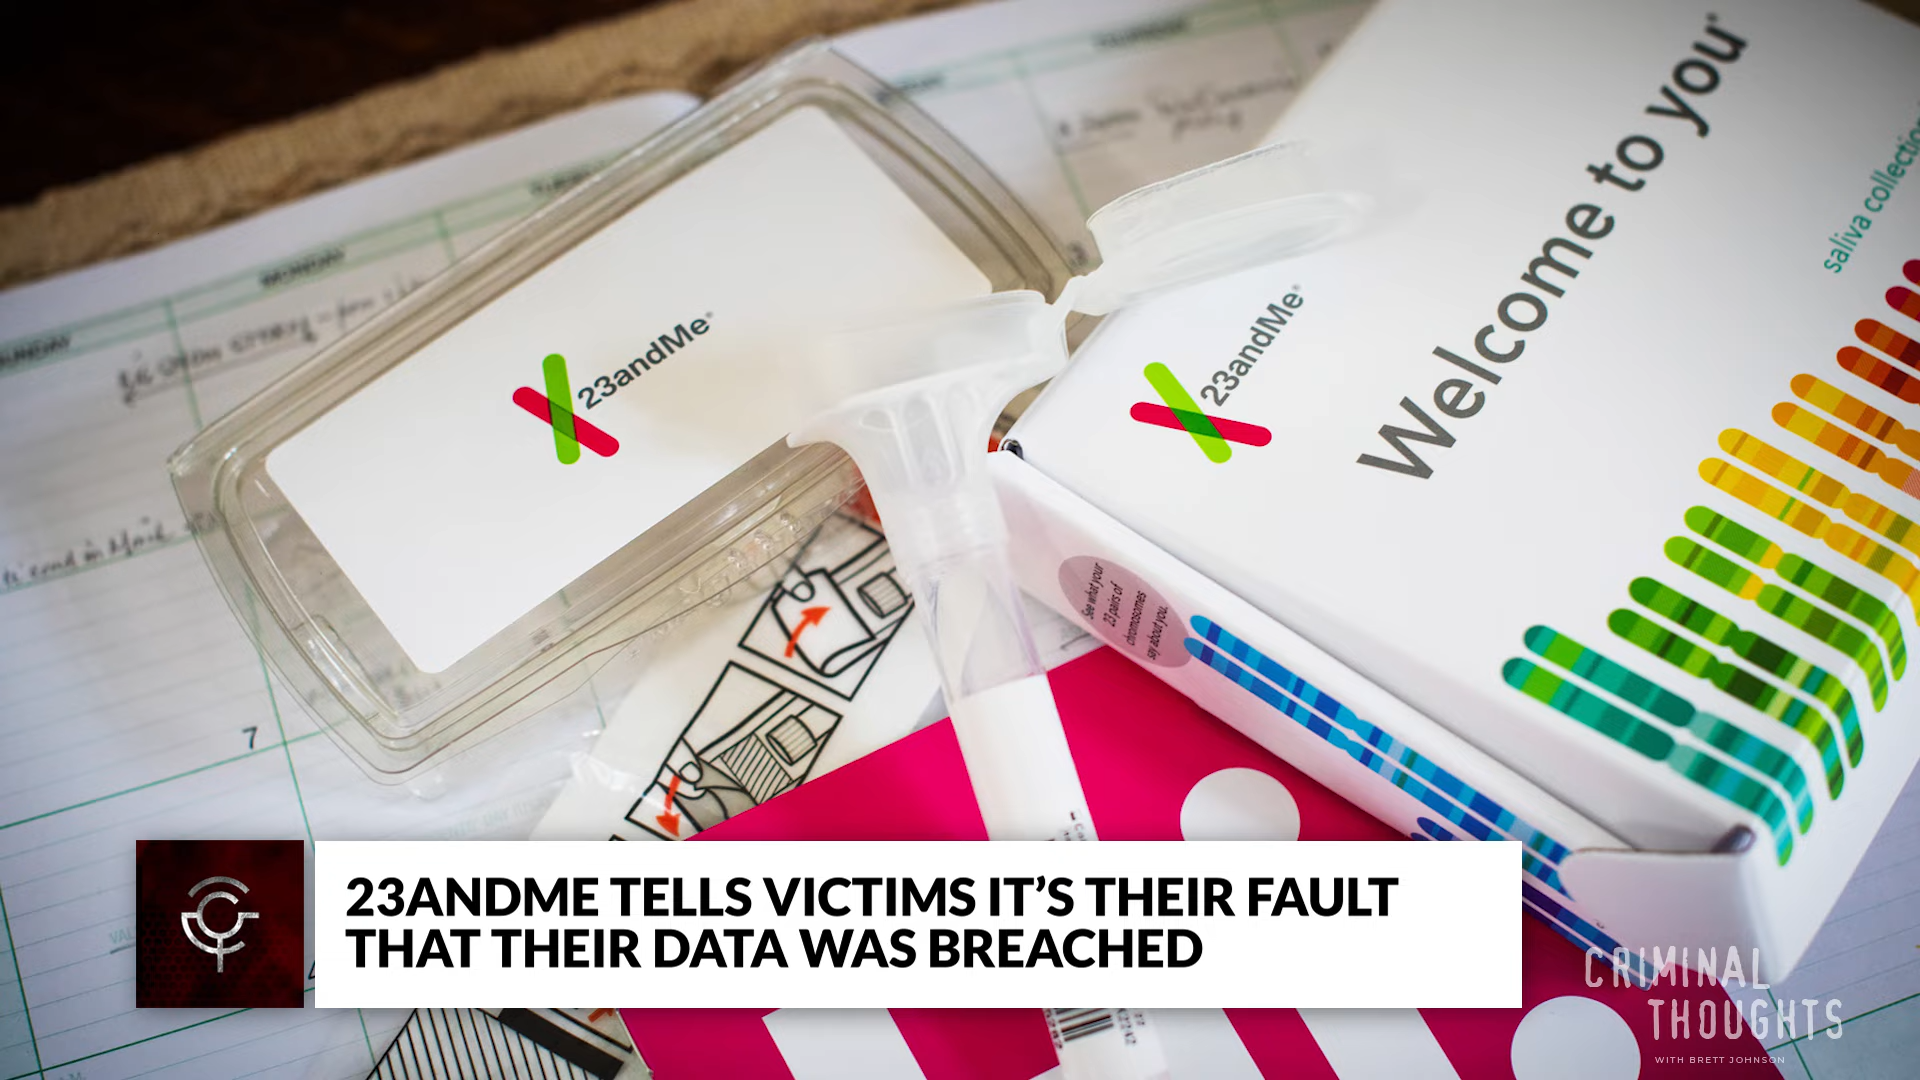 MONDAY
7
23andMe
23andMe
Welcome to you
saliva collection
See what your
23 pairs of
chromosomes
say about you.
23ANDME TELLS VICTIMS IT’S THEIR FAULT
THAT THEIR DATA WAS BREACHED
CRIMINAL
THOUGHTS
WITH BRETT JOHNSON